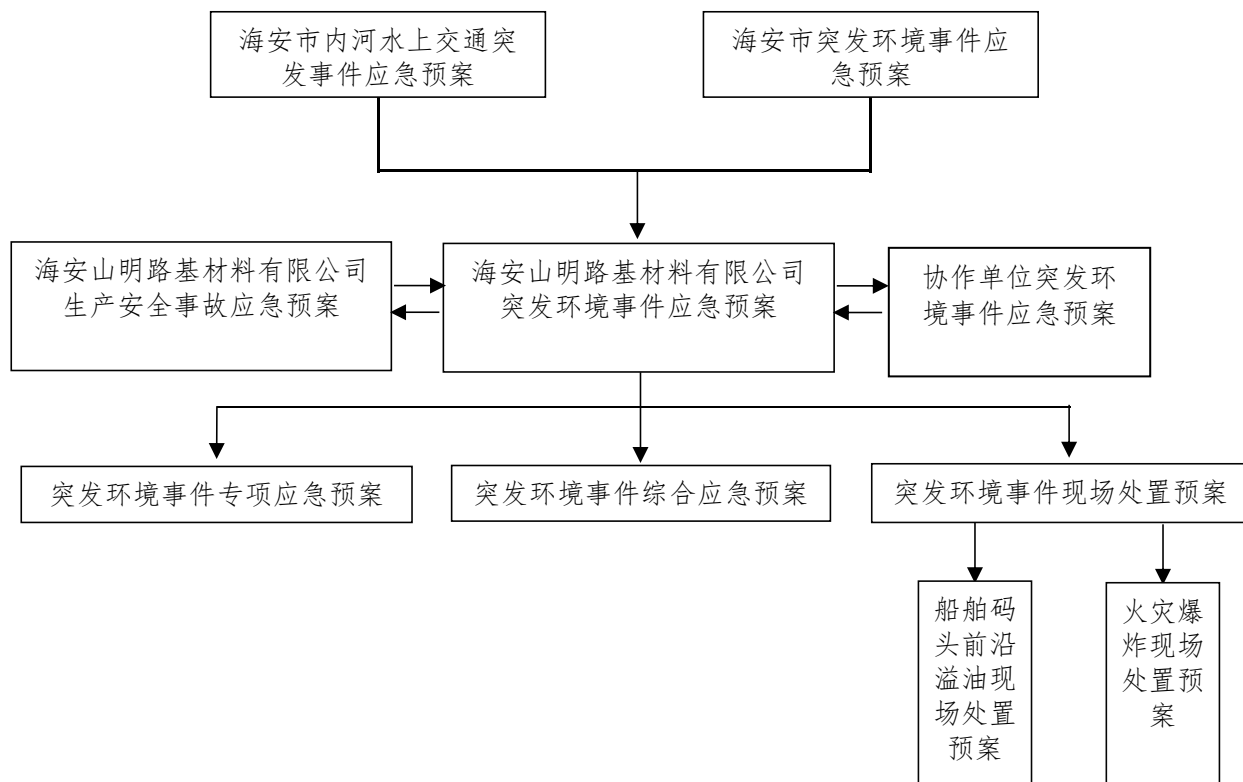 海安市内河水上交通突
发事件应急预案
海安市突发环境事件应
急预案
海安山明路基材料有限公司
生产安全事故应急预案
海安山明路基材料有限公司
突发环境事件应急预案
协作单位突发环
境事件应急预案
突发环境事件专项应急预案
突发环境事件综合应急预案
突发环境事件现场处置预案
船舶码
头前沿
溢油现
场处置
预案
火灾爆
炸现场
处置预
案